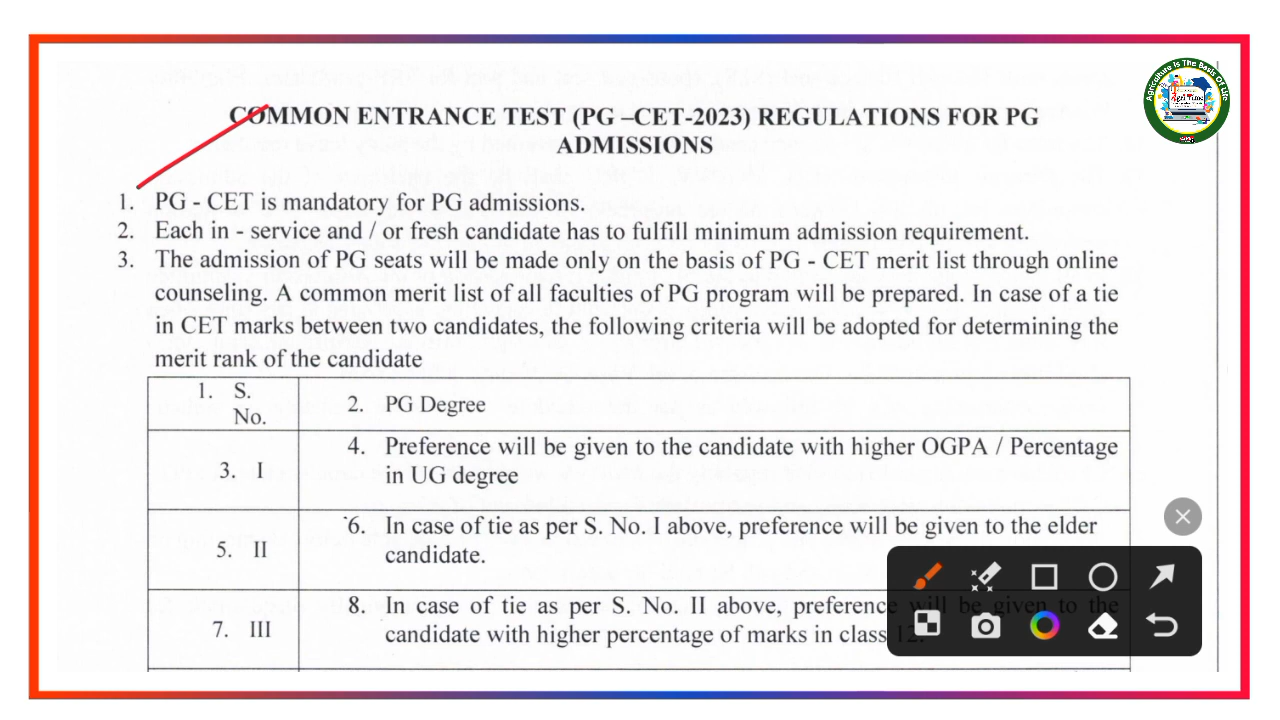 Agriculture Is The Basis Of Life
Agri Time
COMMON ENTRANCE TEST (PG –CET-2023) REGULATIONS FOR PG
ADMISSIONS
1. PG - CET is mandatory for PG admissions.
2. Each in - service and / or fresh candidate has to fulfill minimum admission requirement.
3. The admission of PG seats will be made only on the basis of PG - CET merit list through online
counseling. A common merit list of all faculties of PG program will be prepared. In case of a tie
in CET marks between two candidates, the following criteria will be adopted for determining the
merit rank of the candidate
1. S.
No.
2. PG Degree
3. I
4. Preference will be given to the candidate with higher OGPA / Percentage
in UG degree
5. II
6. In case of tie as per S. No. I above, preference will be given to the elder
candidate.
7. III
8. In case of tie as per S. No. II above, preference will be given to the
candidate with higher percentage of marks in class 12.